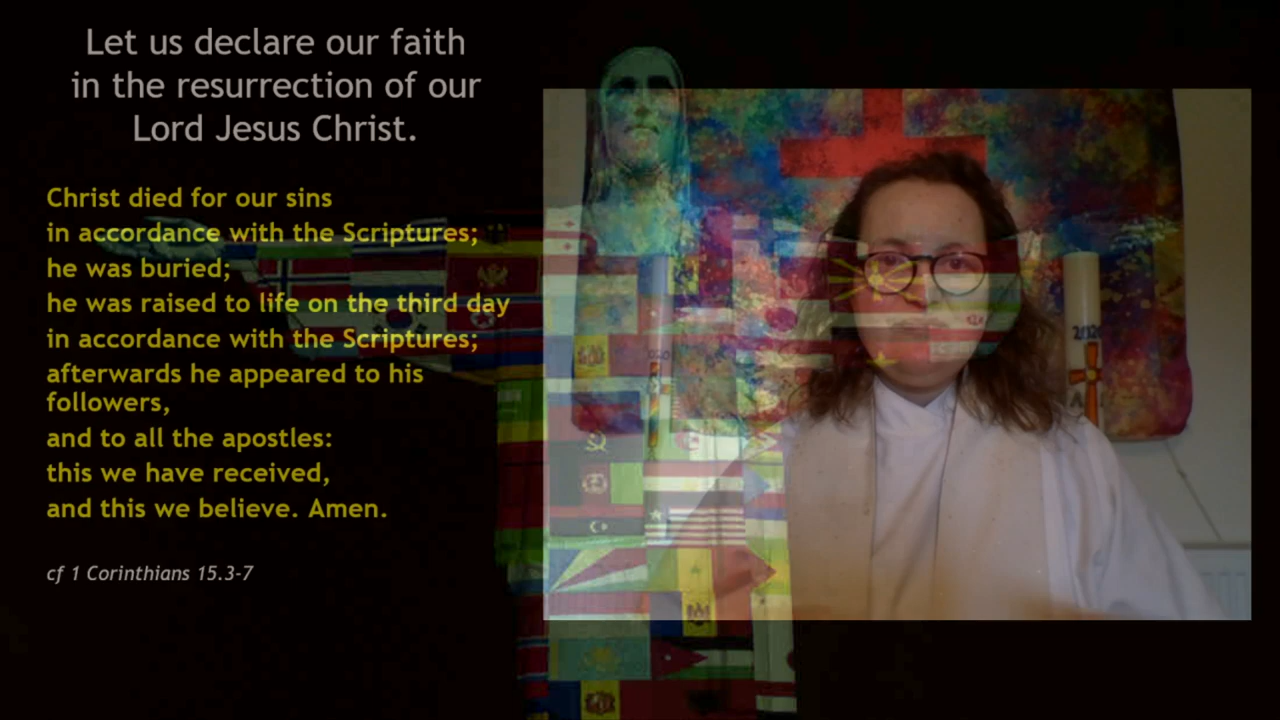 Let us declare our faith
in the resurrection of our
Lord Jesus Christ.
Christ died for our sins
in accordance with the Scriptures;
he was buried;
he was raised to life on the third day
in accordance with the Scriptures;
afterwards he appeared to his
followers,
and to all the apostles:
this we have received,
and this we believe. Amen.
cf 1 Corinthians 15.3-7
2020